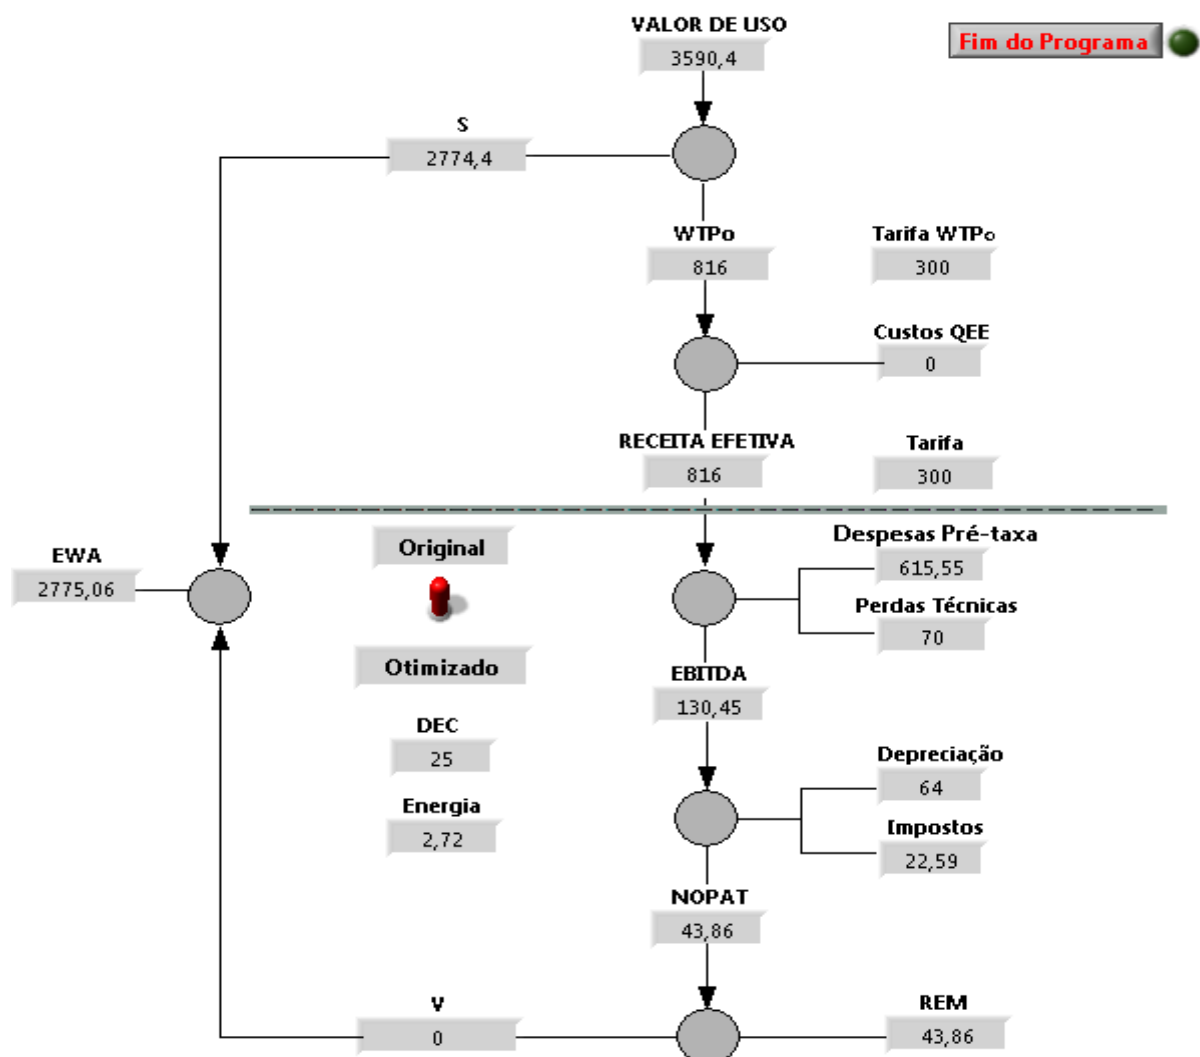 VALOR DE USO
3590,4
Fim do Programa
S
2774,4
WTPo
816
Tarifa WTPo
300
Custos QEE
0
RECEITA EFETIVA
816
Tarifa
300
EWA
2775,06
Original
Otimizado
Despesas Pré-taxa
615,55
Perdas Técnicas
70
EBITDA
130,45
DEC
25
Energia
2,72
Depreciação
64
Impostos
22,59
NOPAT
43,86
V
0
REM
43,86